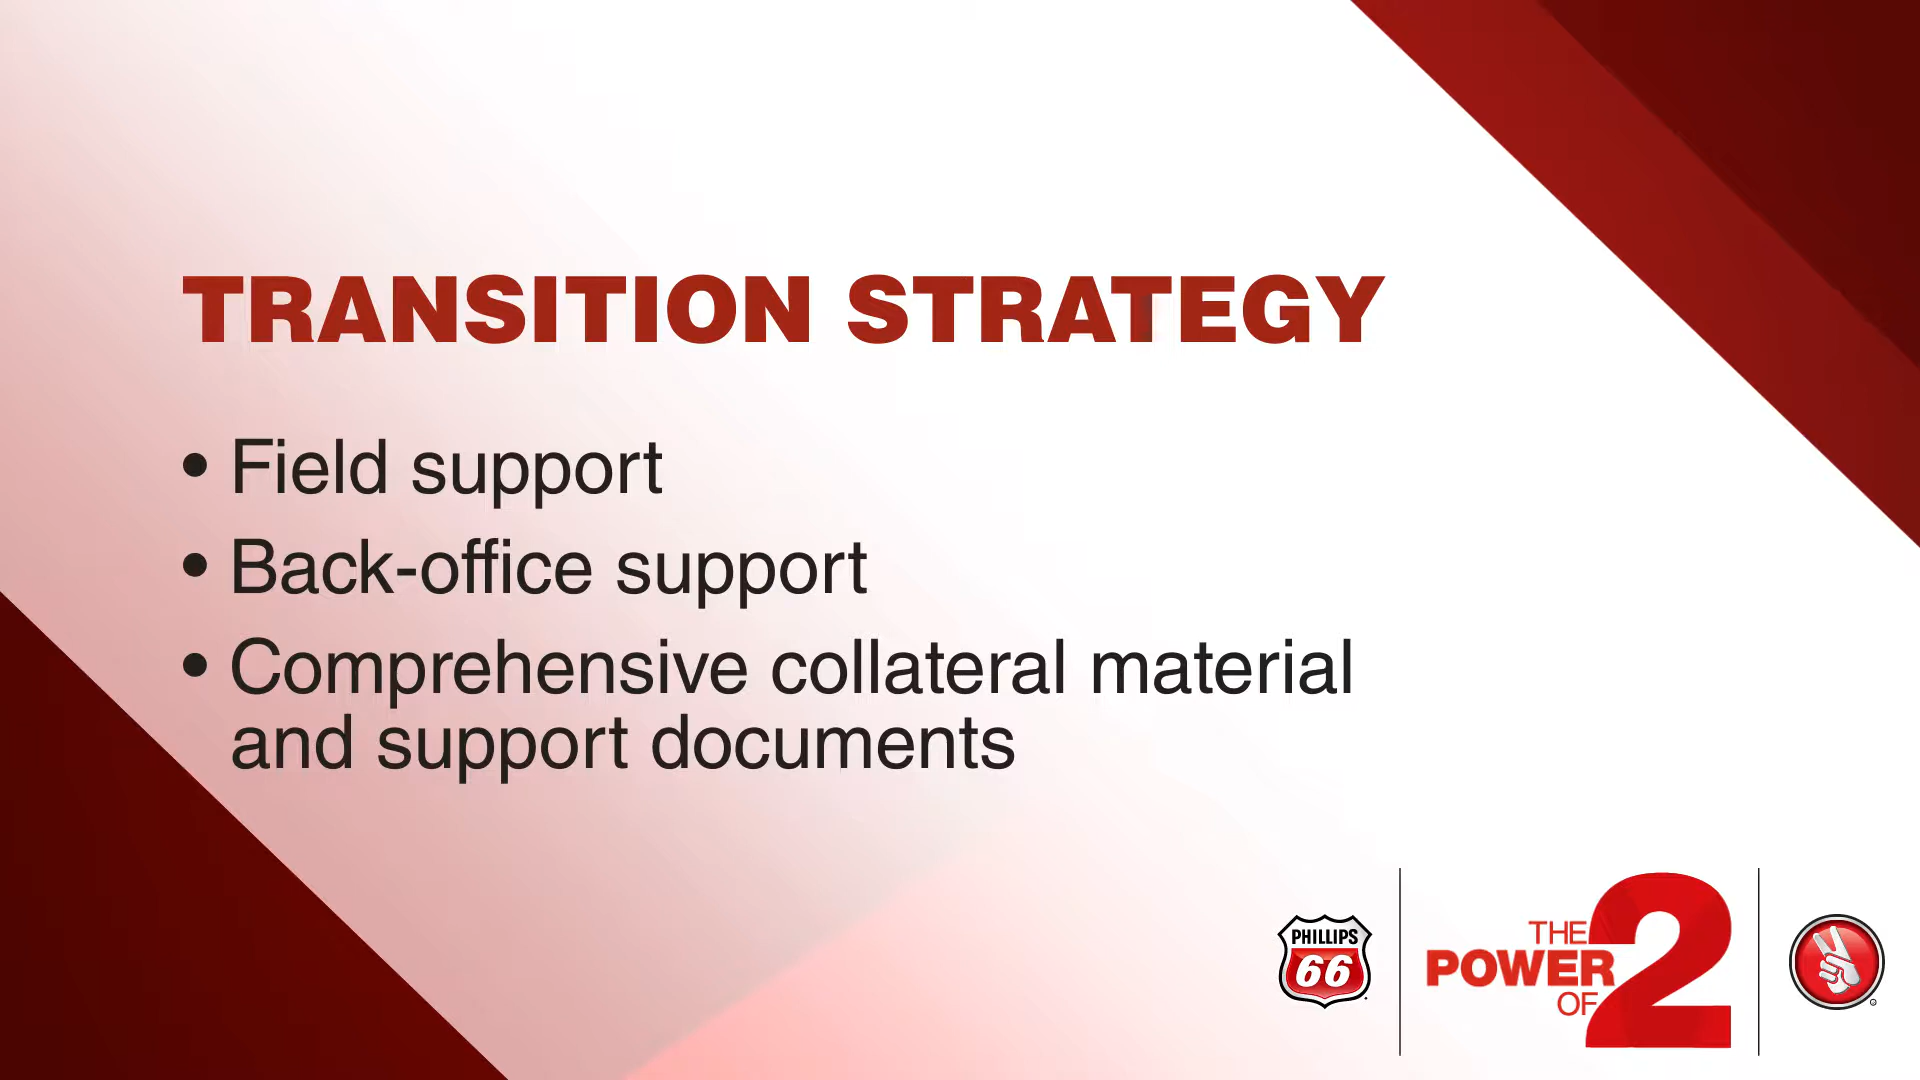 TRANSITION STRATEGY
• Field support
• Back-office support
• Comprehensive collateral material
and support documents
PHILLIPS
66
THE
POWER
OF
2